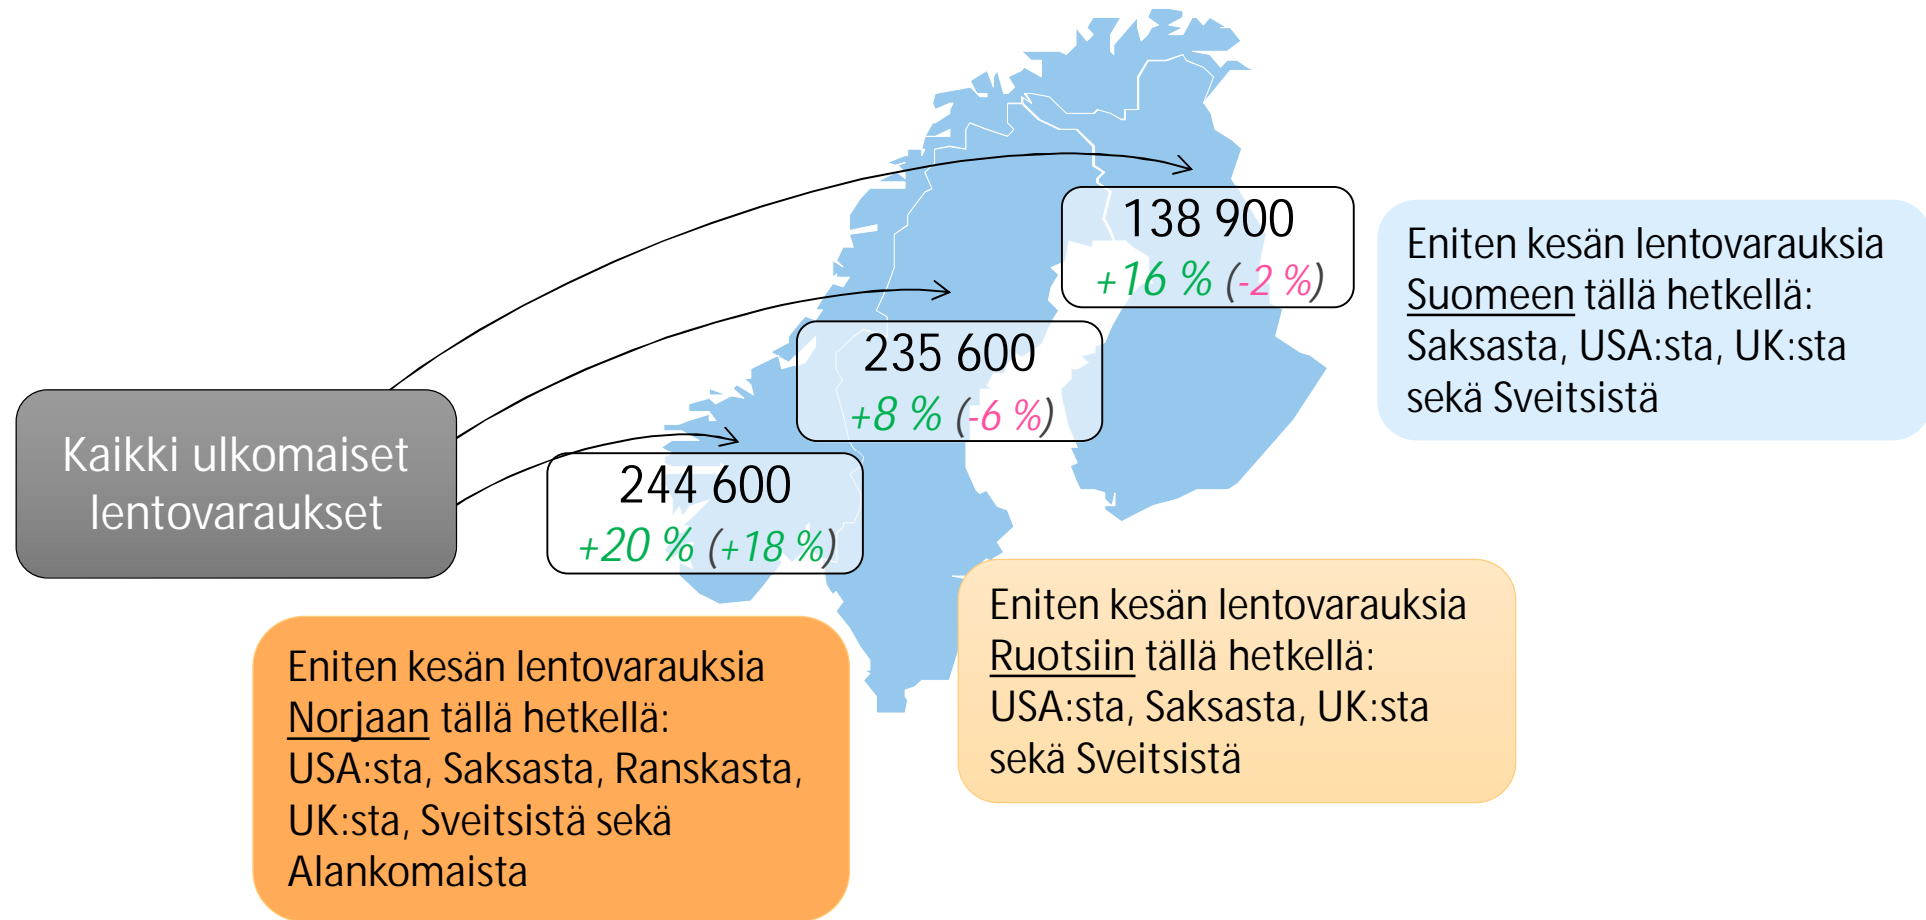 Kaikki ulkomaiset
lentovaraukset
138 900
+16 % (-2 %)
235 600
+8 % (-6 %)
244 600
+20 % (+18 %)
Eniten kesän lentovarauksia
Suomeen tällä hetkellä:
Saksasta, USA:sta, UK:sta
sekä Sveitsistä
Eniten kesän lentovarauksia
Ruotsiin tällä hetkellä:
USA:sta, Saksasta, UK:sta
sekä Sveitsistä
Eniten kesän lentovarauksia
Norjaan tällä hetkellä:
USA:sta, Saksasta, Ranskasta,
UK:sta, Sveitsistä sekä
Alankomaista